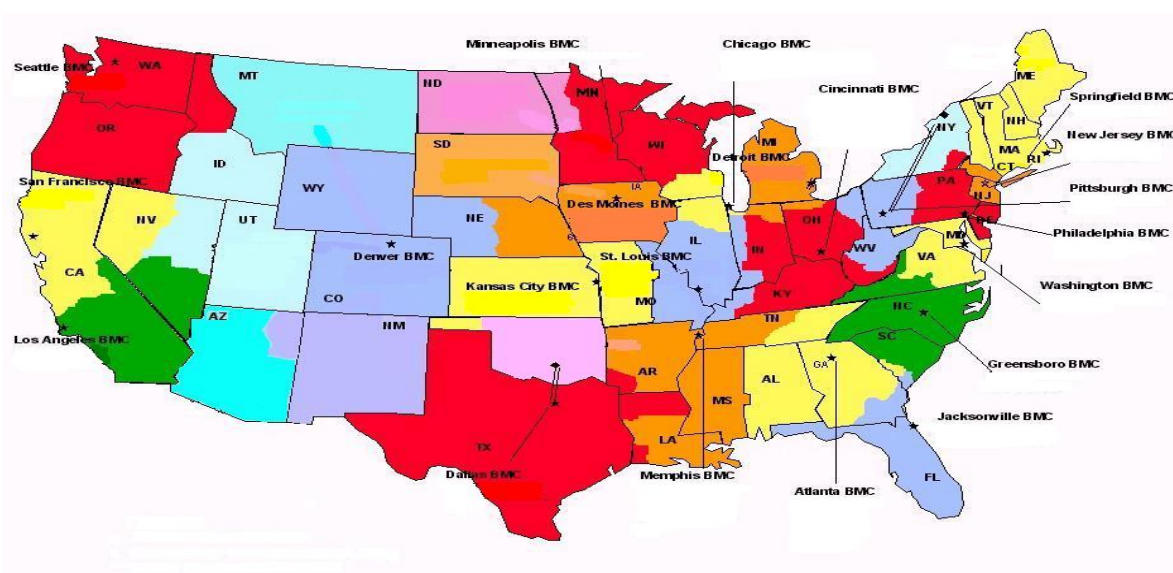 Minneapolis BMC
Chicago BMC
Seattle BMC
WA
MT
ND
MN
Cincinnati BMC
ME
Springfield BMC
VT
NH
NY
New Jersey BMC
OR
SD
WI
MI
Detroit BMC
MA
CT
RI
ID
San Francisco BMC
WY
IA
Des Moines BMC
PA
NJ
Pittsburgh BMC
NV
UT
NE
OH
DE
Philadelphia BMC
MD
Denver BMC
St. Louis BMC
IL
IN
WV
VA
CA
CO
Kansas City BMC
MO
KY
Washington BMC
AZ
NM
TN
NC
Los Angeles BMC
SC
Greensboro BMC
AR
GA
AL
MS
Jacksonville BMC
TX
LA
Dallas BMC
Memphis BMC
FL
Atlanta BMC